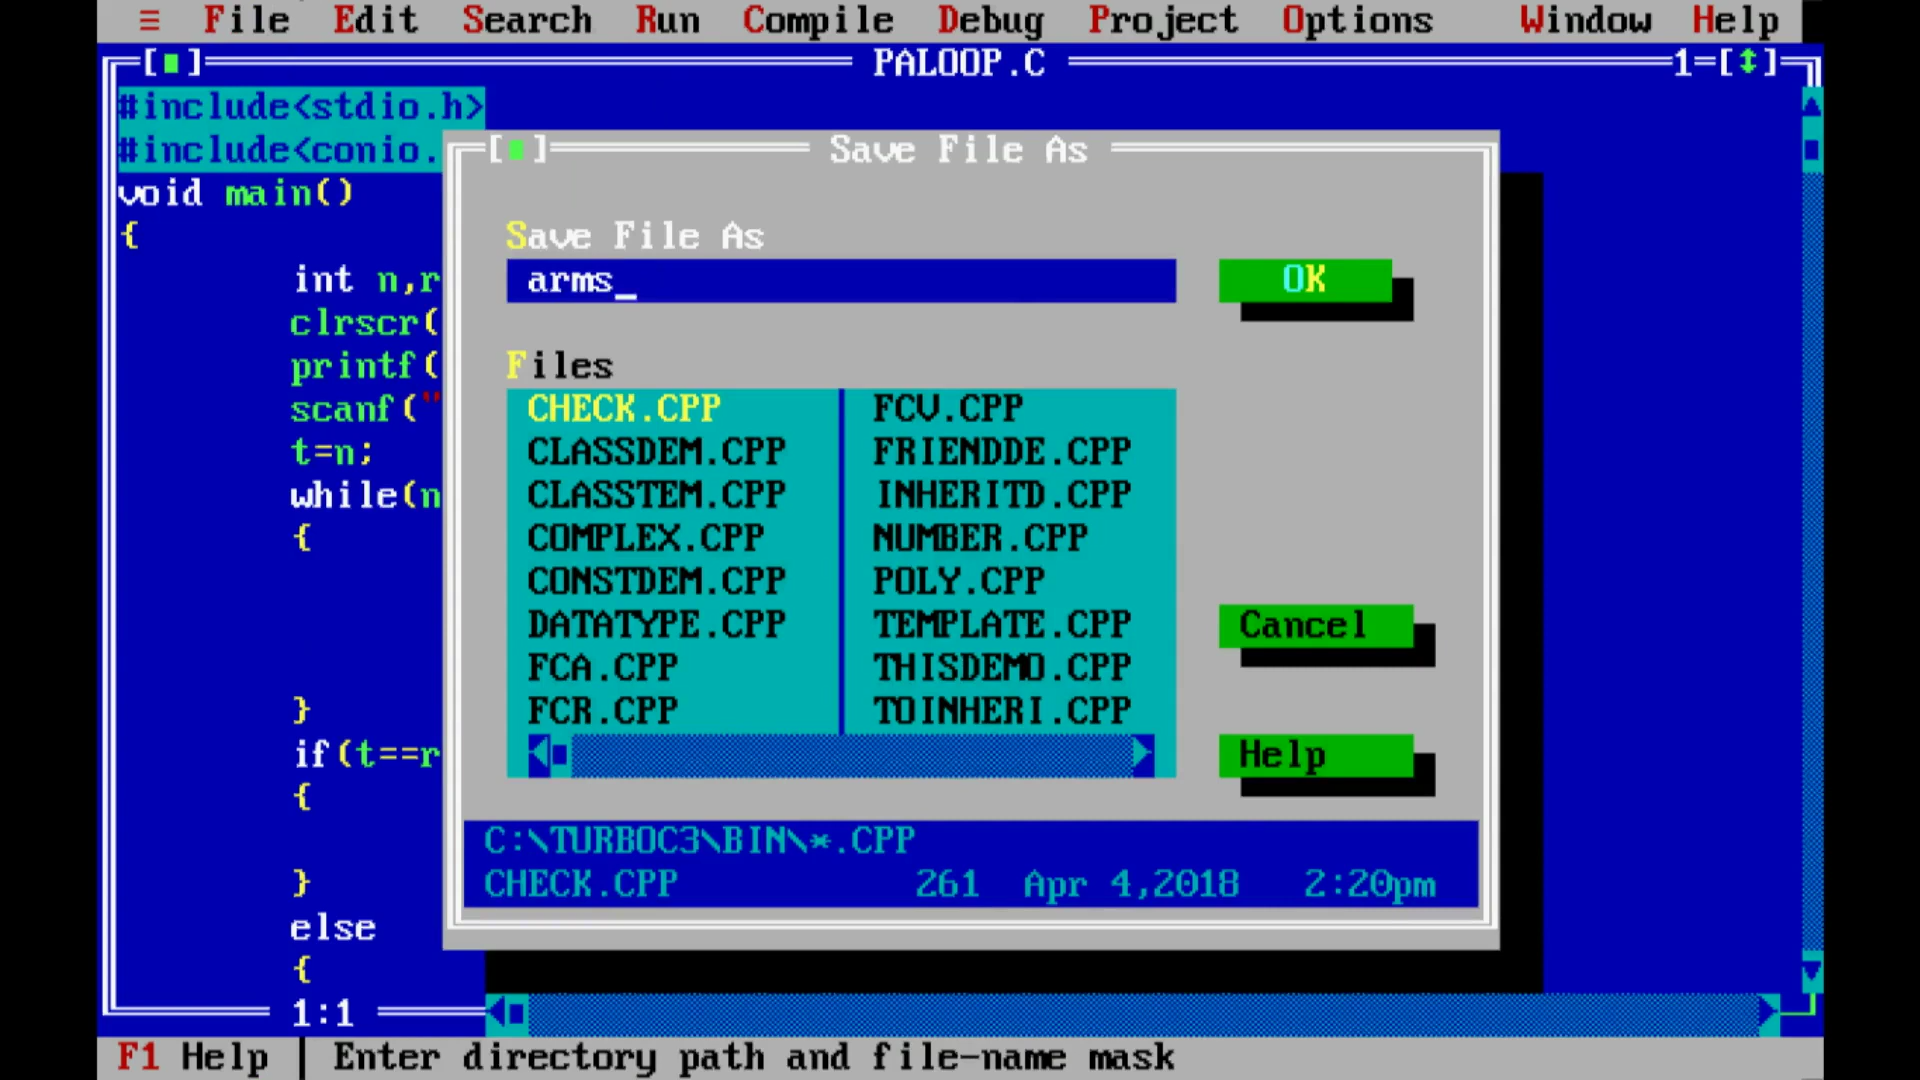 ≡ File Edit Search Run Compile Debug Project Options Window Help
[■] PALOOP.C 1=[↕]
#include<stdio.h>
#include<conio.
void main()
{
int n,r
clrscr(
printf(
scanf("
t=n;
while(n
{
}
if(t==r
{
}
else
{
1:1
[■] Save File As
Save File As
arms_
OK
Files
CHECK.CPP FCV.CPP
CLASSDEM.CPP FRIENDDE.CPP
CLASSTEM.CPP INHERITD.CPP
COMPLEX.CPP NUMBER.CPP
CONSTDEM.CPP POLY.CPP
DATATYPE.CPP TEMPLATE.CPP
FCA.CPP THISDEMO.CPP
FCR.CPP TOINHERI.CPP
Cancel
Help
C:\TURBOC3\BIN\*.CPP
CHECK.CPP 261 Apr 4,2018 2:20pm
F1 Help | Enter directory path and file-name mask